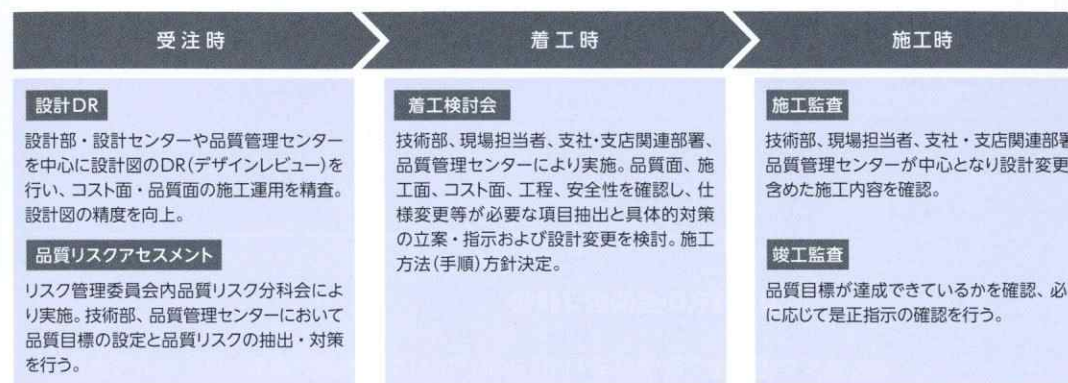 受注時
着工時
施工時
設計DR
設計部・設計センターや品質管理センター
を中心に設計図のDR(デザインレビュー)を
行い、コスト面・品質面の施工運用を精査。
設計図の精度を向上。
品質リスクアセスメント
リスク管理委員会内品質リスク分科会によ
り実施。技術部、品質管理センターにおいて
品質目標の設定と品質リスクの抽出・対策
を行う。
着工検討会
技術部、現場担当者、支社・支店関連部署、
品質管理センターにより実施。品質面、施
工面、コスト面、工程、安全性を確認し、仕
様変更等が必要な項目抽出と具体的対策
の立案・指示および設計変更を検討。施工
方法(手順)方針決定。
施工監査
技術部、現場担当者、支社・支店関連部署
品質管理センターが中心となり設計変更
含めた施工内容を確認。
竣工監査
品質目標が達成できているかを確認、必
に応じて是正指示の確認を行う。